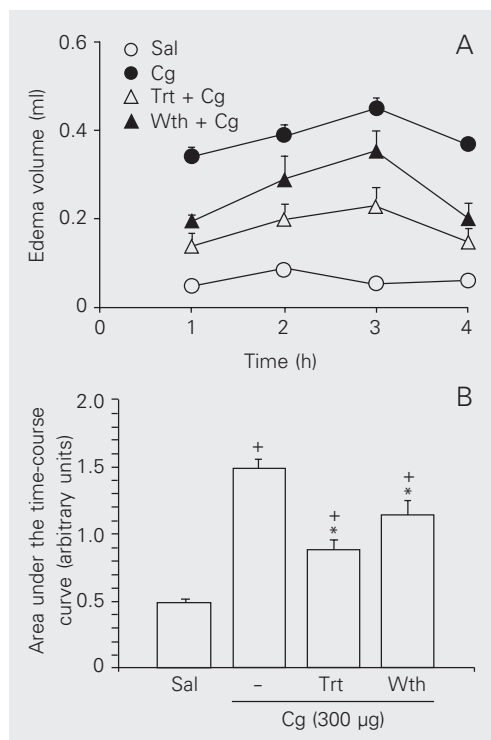 A
0.6
0.4
0.2
0
Edema volume (ml)
Sal
Cg
Trt + Cg
Wth + Cg
0 1 2 3 4
Time (h)
B
2.0
1.5
1.0
0.5
0
Area under the time-course
curve (arbitrary units)
+
+
*
+
*
Sal – Trt Wth
Cg (300 µg)